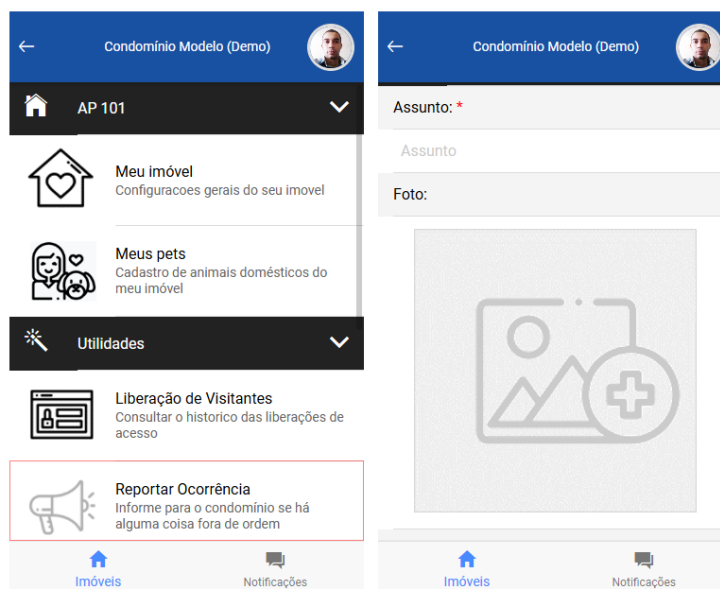 Condomínio Modelo (Demo)
AP 101
Meu imóvel
Configuracoes gerais do seu imovel
Meus pets
Cadastro de animais domésticos do
meu imóvel
Utilidades
Liberação de Visitantes
Consultar o historico das liberações de
acesso
Reportar Ocorrência
Informe para o condomínio se há
alguma coisa fora de ordem
Imóveis
Notificações
Condomínio Modelo (Demo)
Assunto: *
Assunto
Foto:
Imóveis
Notificações